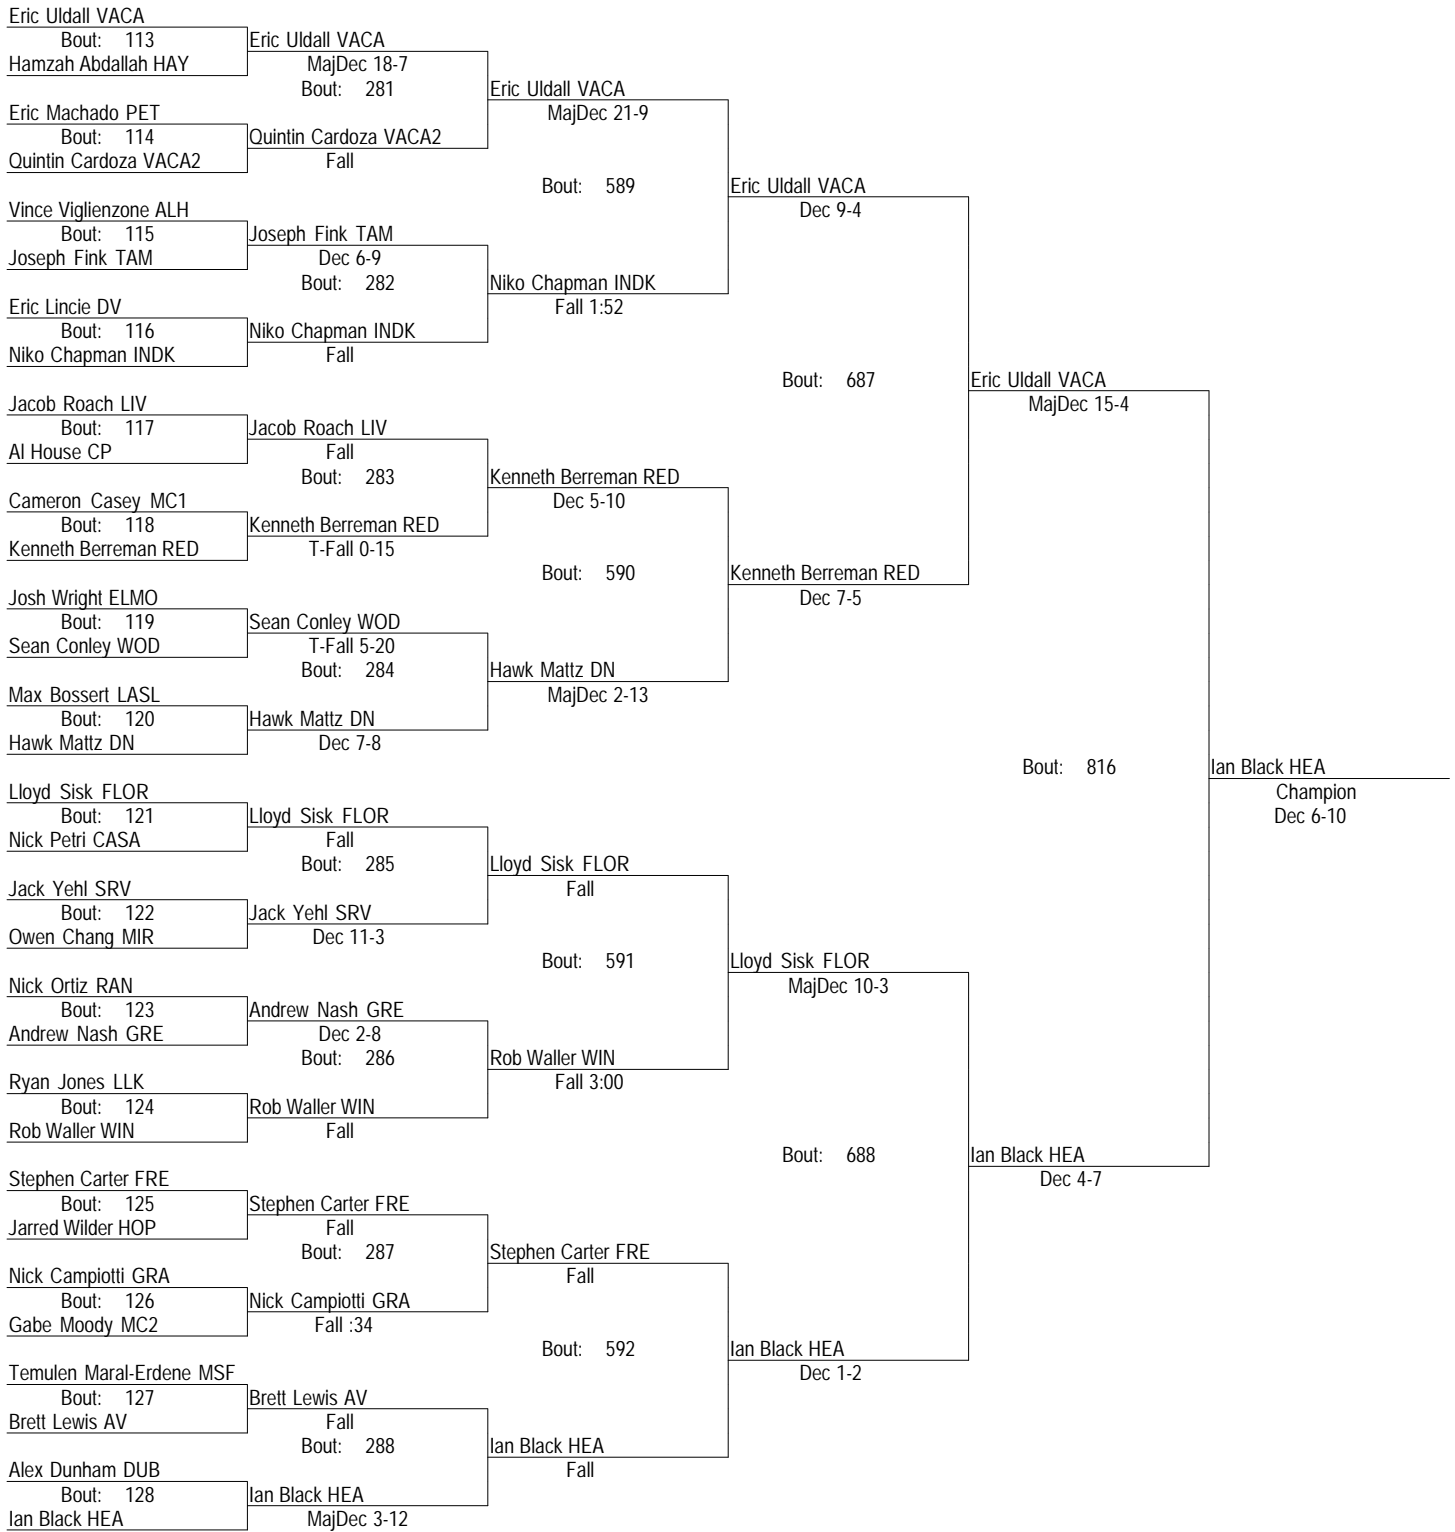 Eric Uldall VACA
Bout: 113
Hamzah Abdallah HAY
Eric Machado PET
Bout: 114
Quintin Cardoza VACA2
Vince Viglienzone ALH
Bout: 115
Joseph Fink TAM
Eric Lincie DV
Bout: 116
Niko Chapman INDK
Jacob Roach LIV
Bout: 117
Al House CP
Cameron Casey MC1
Bout: 118
Kenneth Berreman RED
Josh Wright ELMO
Bout: 119
Sean Conley WOD
Max Bossert LASL
Bout: 120
Hawk Mattz DN
Lloyd Sisk FLOR
Bout: 121
Nick Petri CASA
Jack Yehl SRV
Bout: 122
Owen Chang MIR
Nick Ortiz RAN
Bout: 123
Andrew Nash GRE
Ryan Jones LLK
Bout: 124
Rob Waller WIN
Stephen Carter FRE
Bout: 125
Jarred Wilder HOP
Nick Campiotti GRA
Bout: 126
Gabe Moody MC2
Temulen Maral-Erdene MSF
Bout: 127
Brett Lewis AV
Alex Dunham DUB
Bout: 128
Ian Black HEA
Eric Uldall VACA
MajDec 18-7
Bout: 281
Quintin Cardoza VACA2
Fall
Joseph Fink TAM
Dec 6-9
Bout: 282
Niko Chapman INDK
Fall
Jacob Roach LIV
Fall
Bout: 283
Kenneth Berreman RED
T-Fall 0-15
Sean Conley WOD
T-Fall 5-20
Bout: 284
Hawk Mattz DN
Dec 7-8
Lloyd Sisk FLOR
Fall
Bout: 285
Jack Yehl SRV
Dec 11-3
Andrew Nash GRE
Dec 2-8
Bout: 286
Rob Waller WIN
Fall
Stephen Carter FRE
Fall
Bout: 287
Nick Campiotti GRA
Fall :34
Brett Lewis AV
Fall
Bout: 288
Ian Black HEA
MajDec 3-12
Eric Uldall VACA
MajDec 21-9
Bout: 589
Niko Chapman INDK
Fall 1:52
Kenneth Berreman RED
Dec 5-10
Bout: 590
Hawk Mattz DN
MajDec 2-13
Lloyd Sisk FLOR
Fall
Bout: 591
Rob Waller WIN
Fall 3:00
Stephen Carter FRE
Fall
Bout: 592
Ian Black HEA
Fall
Eric Uldall VACA
Dec 9-4
Bout: 687
Kenneth Berreman RED
Dec 7-5
Lloyd Sisk FLOR
MajDec 10-3
Bout: 688
Ian Black HEA
Dec 1-2
Eric Uldall VACA
MajDec 15-4
Bout: 816
Ian Black HEA
Dec 4-7
Ian Black HEA
Champion
Dec 6-10